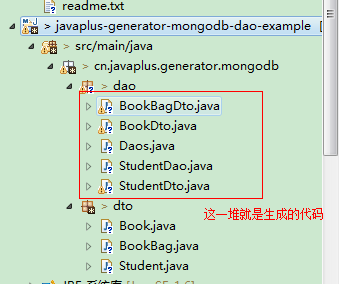 readme.txt
> javaplus-generator-mongodb-dao-example
> src/main/java
> cn.javaplus.generator.mongodb
> dao
> BookBagDto.java
> BookDto.java
Daos.java
> StudentDao.java
> StudentDto.java
这一堆就是生成的代码
> dto
> Book.java
> BookBag.java
> Student.java